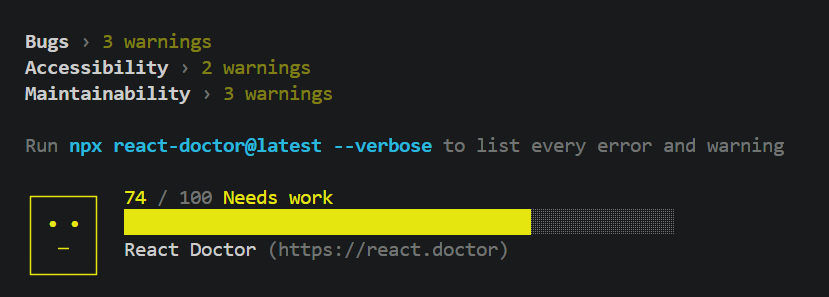 Bugs › 3 warnings
Accessibility › 2 warnings
Maintainability › 3 warnings
Run npx react-doctor@latest --verbose to list every error and warning
74 / 100 Needs work
React Doctor (https://react.doctor)